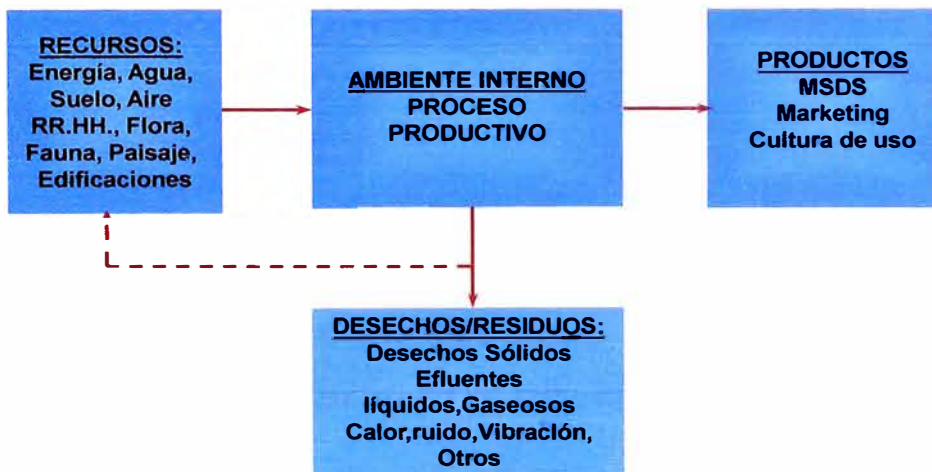 RECURSOS:
Energía, Agua,
Suelo, Aire
RR.HH., Flora,
Fauna, Paisaje,
Edificaciones
AMBIENTE INTERNO
PROCESO
PRODUCTIVO
PRODUCTOS
MSDS
Marketing
Cultura de uso
DESECHOS/RESIDUOS:
Desechos Sólidos
Efluentes
líquidos,Gaseosos
Calor,ruido,Vibración,
Otros